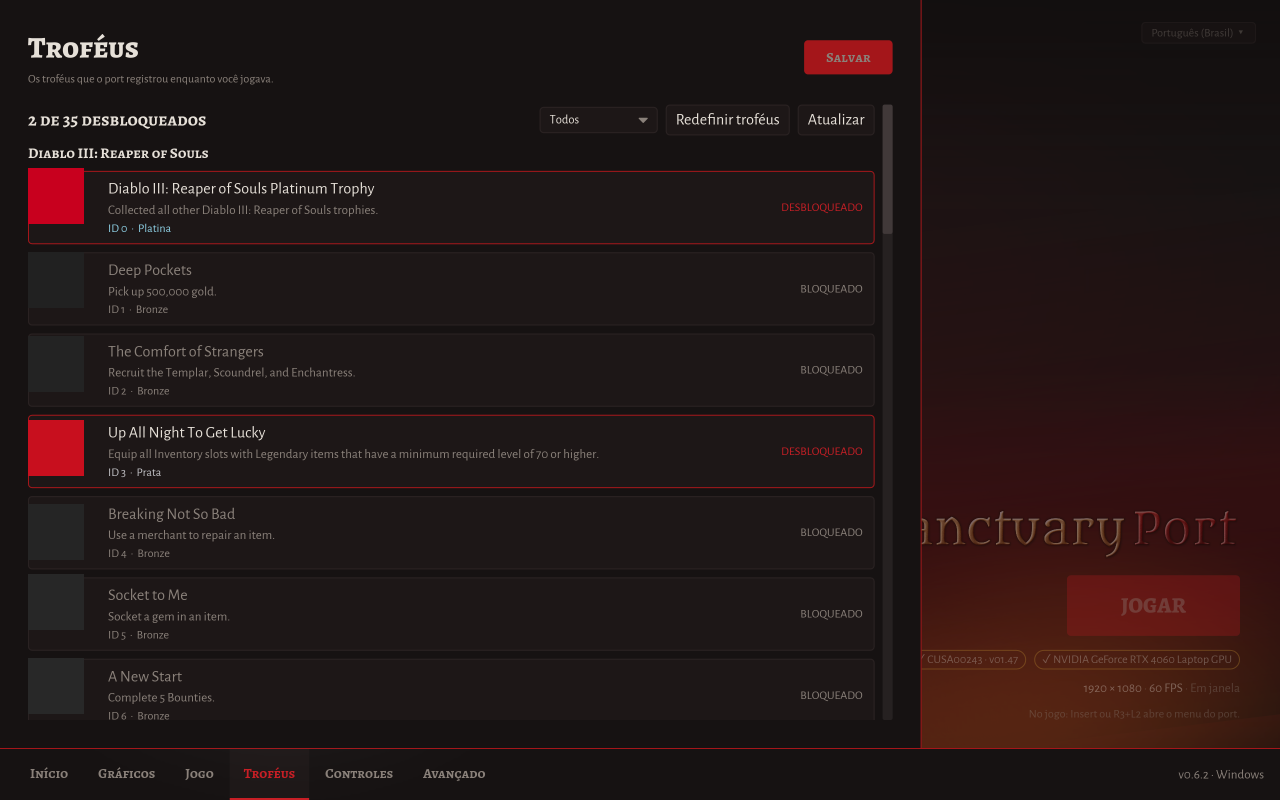 Troféus
Os troféus que o port registrou enquanto você jogava.
Salvar
Português (Brasil)
2 DE 35 DESBLOQUEADOS
Todos
Redefinir troféus
Atualizar
Diablo III: Reaper of Souls
Diablo III: Reaper of Souls Platinum Trophy
Collected all other Diablo III: Reaper of Souls trophies.
ID 0 · Platina
DESBLOQUEADO
Deep Pockets
Pick up 500,000 gold.
ID 1 · Bronze
BLOQUEADO
The Comfort of Strangers
Recruit the Templar, Scoundrel, and Enchantress.
ID 2 · Bronze
BLOQUEADO
Up All Night To Get Lucky
Equip all Inventory slots with Legendary items that have a minimum required level of 70 or higher.
ID 3 · Prata
DESBLOQUEADO
Breaking Not So Bad
Use a merchant to repair an item.
ID 4 · Bronze
BLOQUEADO
Socket to Me
Socket a gem in an item.
ID 5 · Bronze
BLOQUEADO
A New Start
Complete 5 Bounties.
ID 6 · Bronze
BLOQUEADO
anctuary Port
JOGAR
✓ CUSA00243 · v01.47
✓ NVIDIA GeForce RTX 4060 Laptop GPU
1920 × 1080 · 60 FPS · Em janela
No jogo: Insert ou R3+L2 abre o menu do port.
Início
Gráficos
Jogo
Troféus
Controles
Avançado
v0.6.2 · Windows